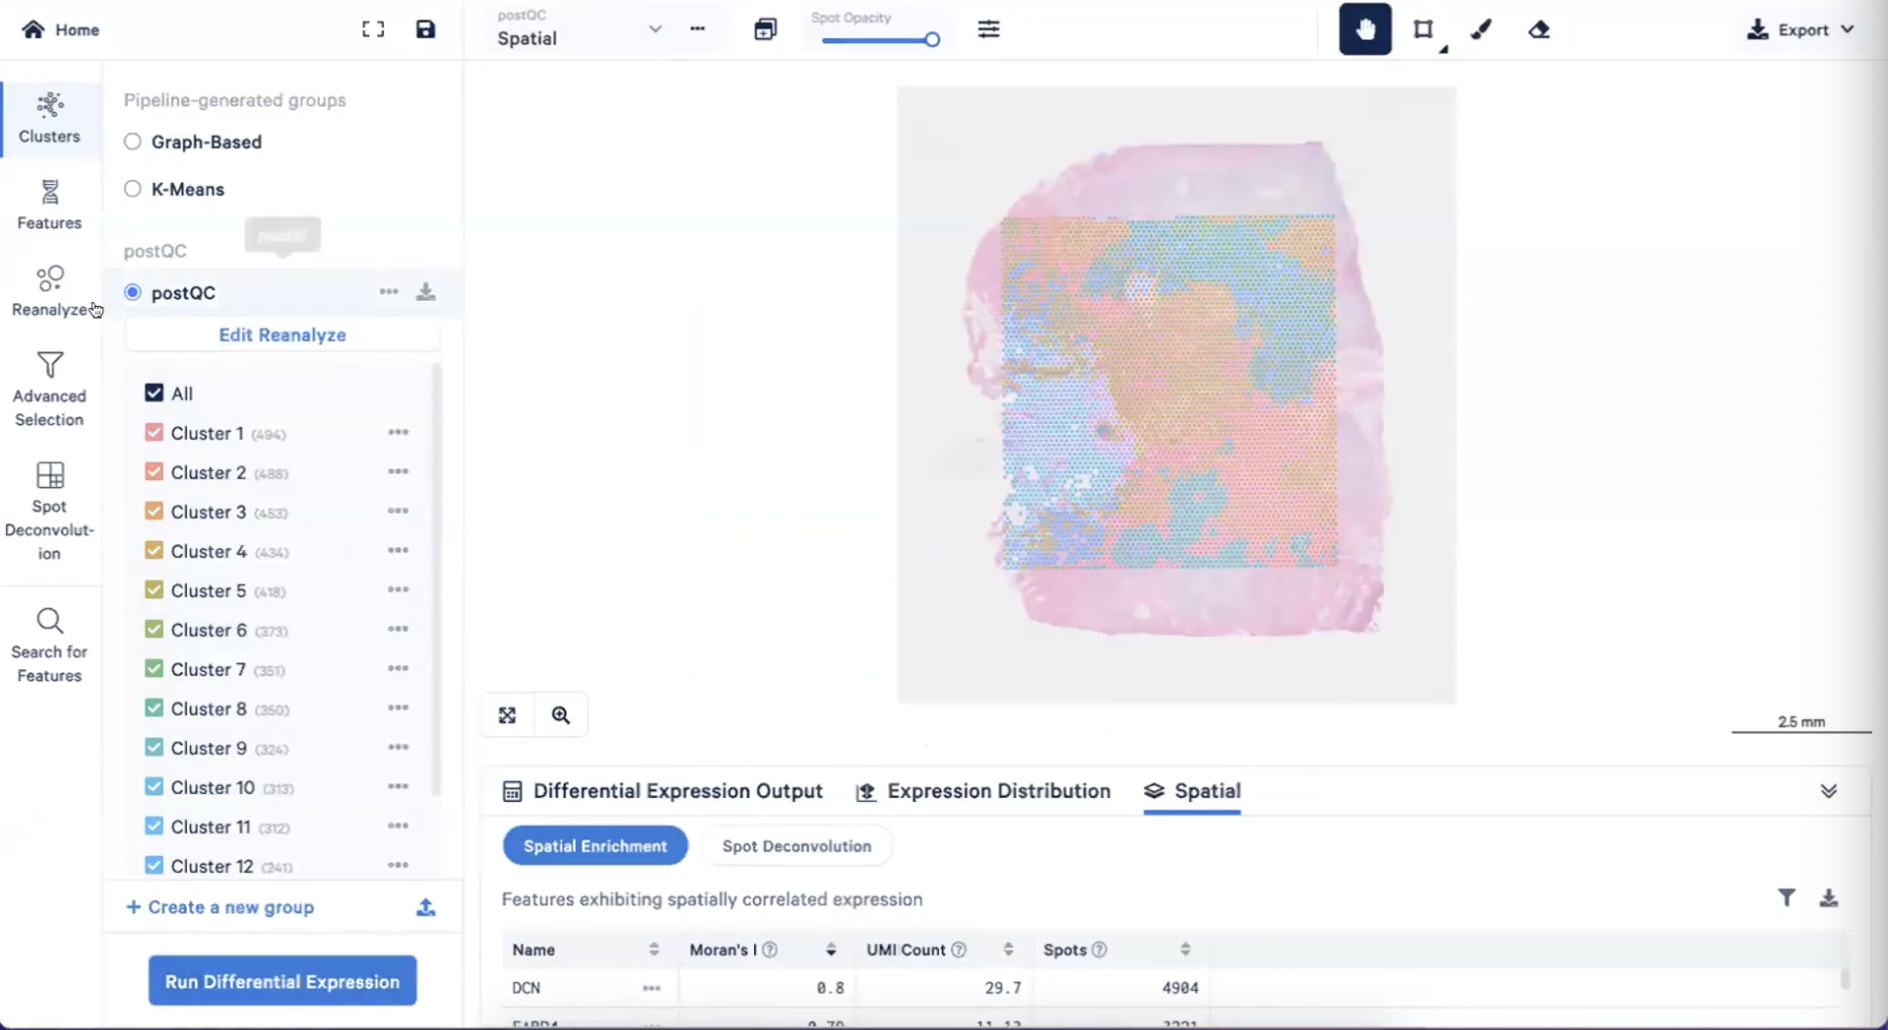 Home
postQC
Spatial
Spot Opacity
Export
Clusters
Features
Reanalyze
Advanced
Selection
Spot
Deconvolut-
ion
Search for
Features
Pipeline-generated groups
Graph-Based
K-Means
postQC
postQC
Edit Reanalyze
All
Cluster 1 (494)
Cluster 2 (488)
Cluster 3 (453)
Cluster 4 (434)
Cluster 5 (418)
Cluster 6 (373)
Cluster 7 (351)
Cluster 8 (350)
Cluster 9 (324)
Cluster 10 (313)
Cluster 11 (312)
Cluster 12 (241)
+ Create a new group
Run Differential Expression
2.5 mm
Differential Expression Output Expression Distribution Spatial
Spatial Enrichment Spot Deconvolution
Features exhibiting spatially correlated expression
Name Moran's I UMI Count Spots
DCN 0.8 29.7 4904